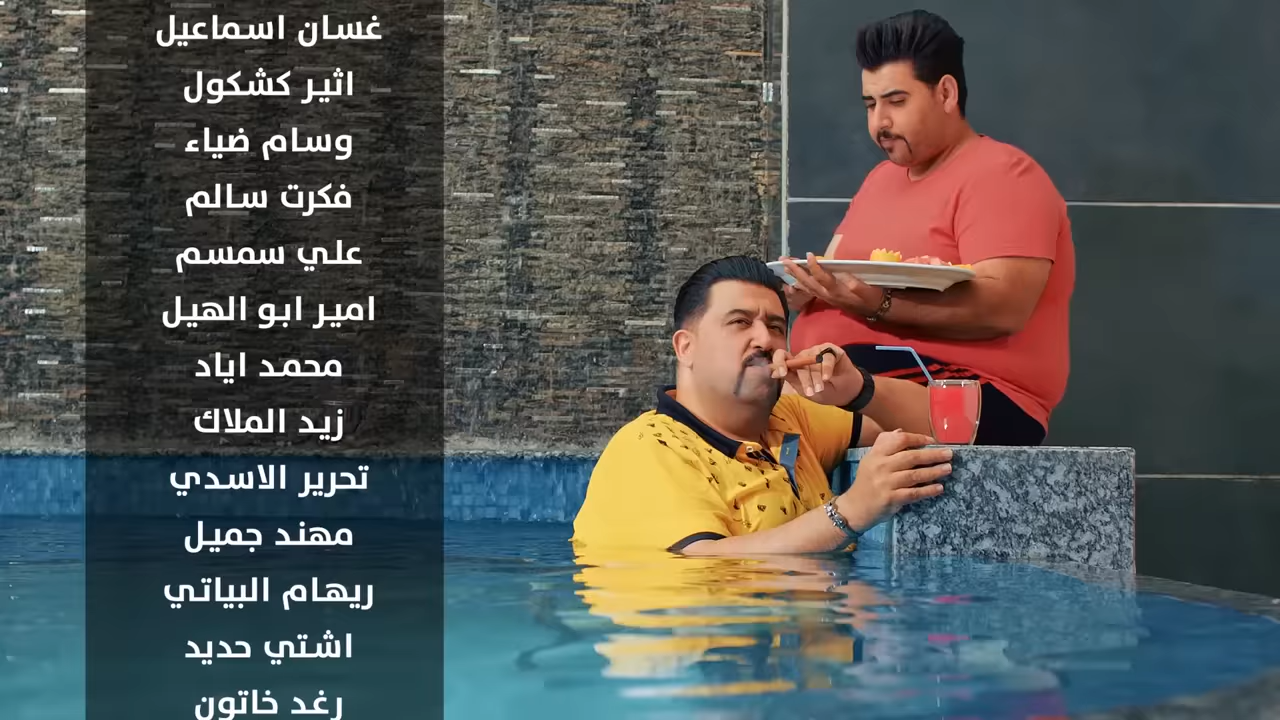 غسان اسماعيل
اثير كشكول
وسام ضياء
فكرت سالم
علي سمسم
امير ابو الهيل
محمد اياد
زيد الملاك
تحرير الاسدي
مهند جميل
ريهام البياتي
اشتي حديد
رغد خاتون